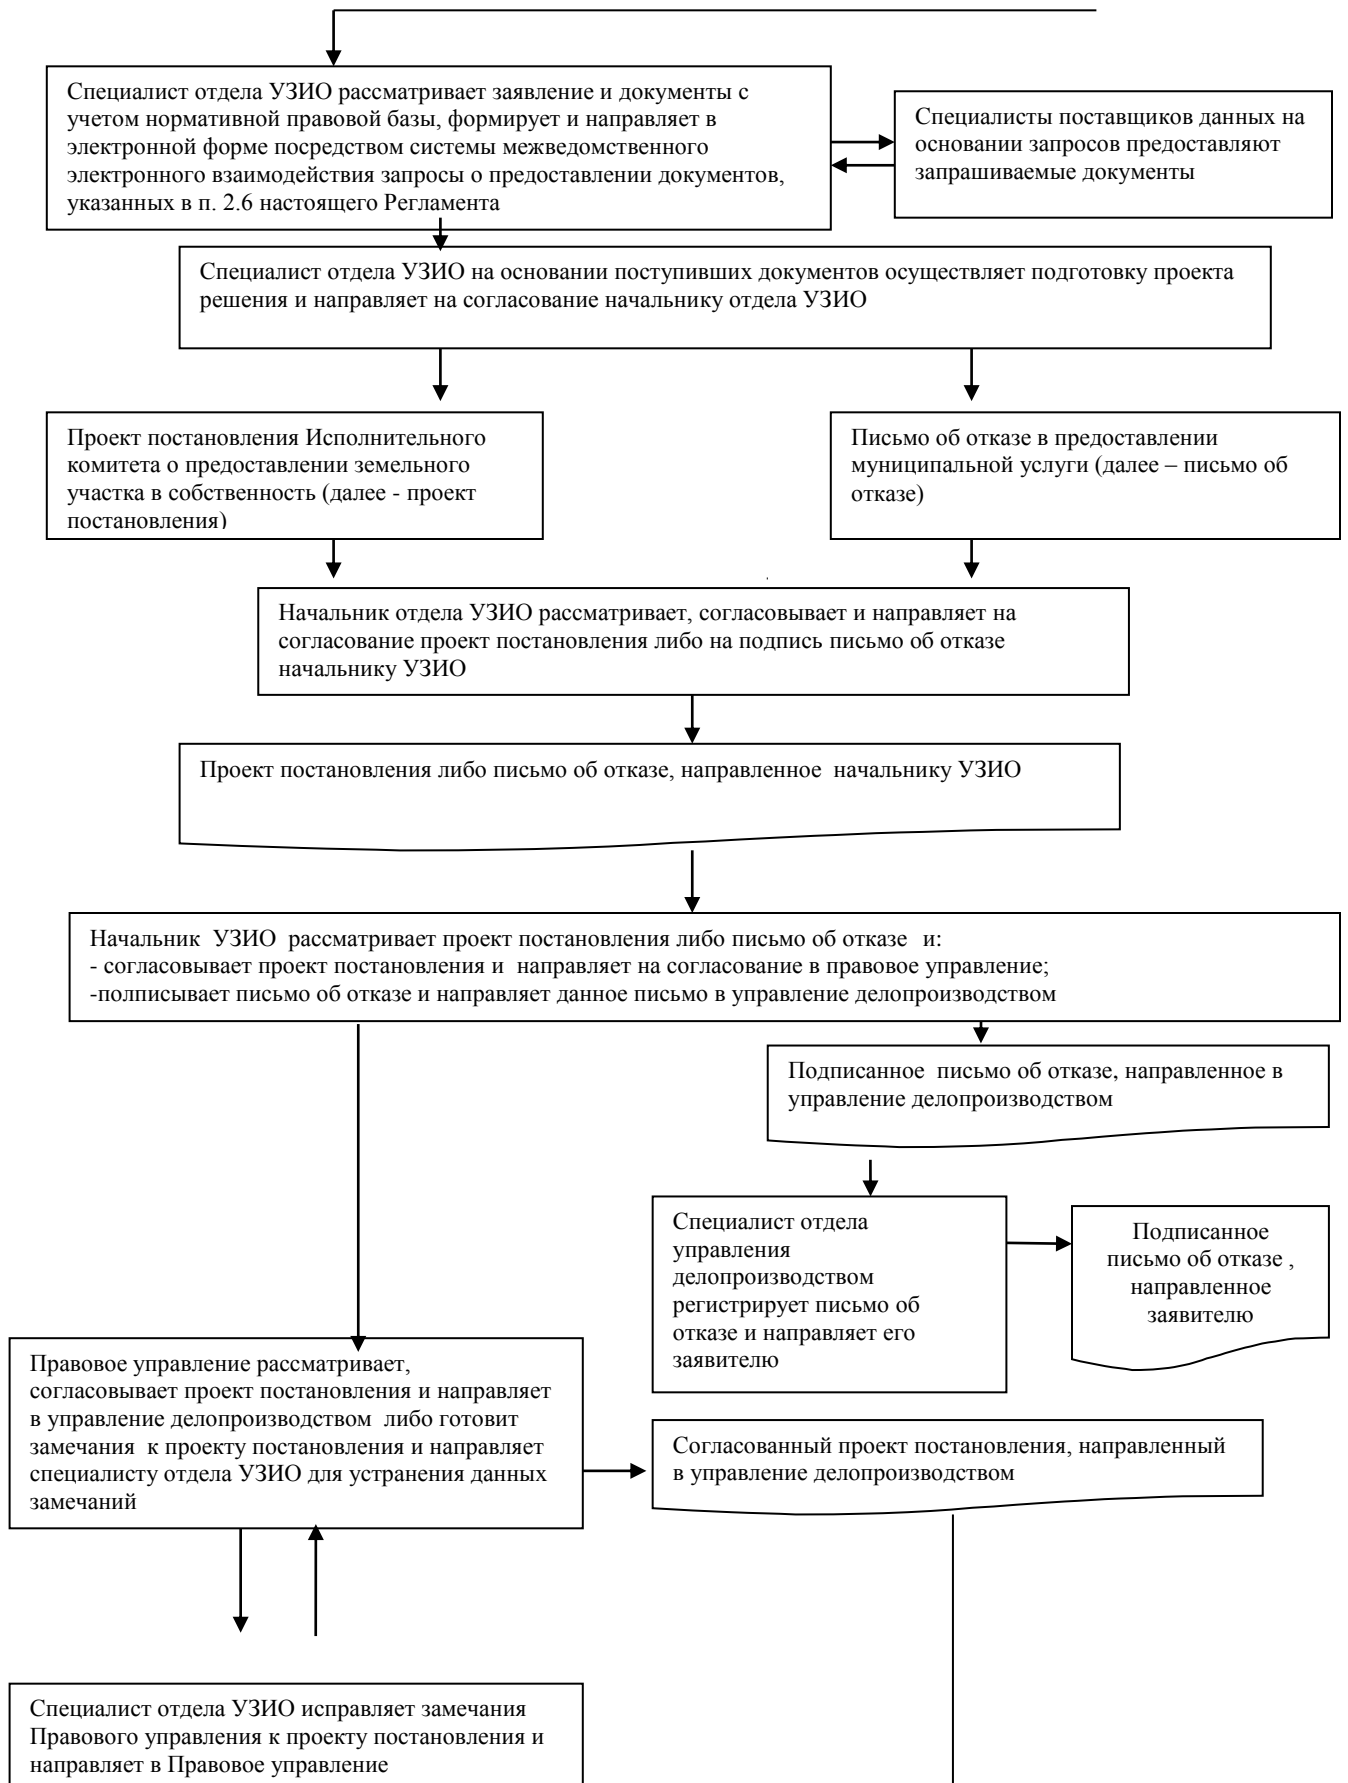 Специалист отдела УЗИО рассматривает заявление и документы с
учетом нормативной правовой базы, формирует и направляет в
электронной форме посредством системы межведомственного
электронного взаимодействия запросы о предоставлении документов,
указанных в п. 2.6 настоящего Регламента
Специалисты поставщиков данных на
основании запросов предоставляют
запрашиваемые документы
Специалист отдела УЗИО на основании поступивших документов осуществляет подготовку проекта
решения и направляет на согласование начальнику отдела УЗИО
Проект постановления Исполнительного
комитета о предоставлении земельного
участка в собственность (далее - проект
постановления)
Письмо об отказе в предоставлении
муниципальной услуги (далее – письмо об
отказе)
Начальник отдела УЗИО рассматривает, согласовывает и направляет на
согласование проект постановления либо на подпись письмо об отказе
начальнику УЗИО
Проект постановления либо письмо об отказе, направленное  начальнику УЗИО
Начальник  УЗИО  рассматривает проект постановления либо письмо об отказе  и:
- согласовывает проект постановления и  направляет на согласование в правовое управление;
-полписывает письмо об отказе и направляет данное письмо в управление делопроизводством
Подписанное  письмо об отказе, направленное в
управление делопроизводством
Специалист отдела
управления
делопроизводством
регистрирует письмо об
отказе и направляет его
заявителю
Подписанное
письмо об отказе ,
направленное
заявителю
Правовое управление рассматривает,
согласовывает проект постановления и направляет
в управление делопроизводством  либо готовит
замечания  к проекту постановления и направляет
специалисту отдела УЗИО для устранения данных
замечаний
Согласованный проект постановления, направленный
в управление делопроизводством
Специалист отдела УЗИО исправляет замечания
Правового управления к проекту постановления и
направляет в Правовое управление